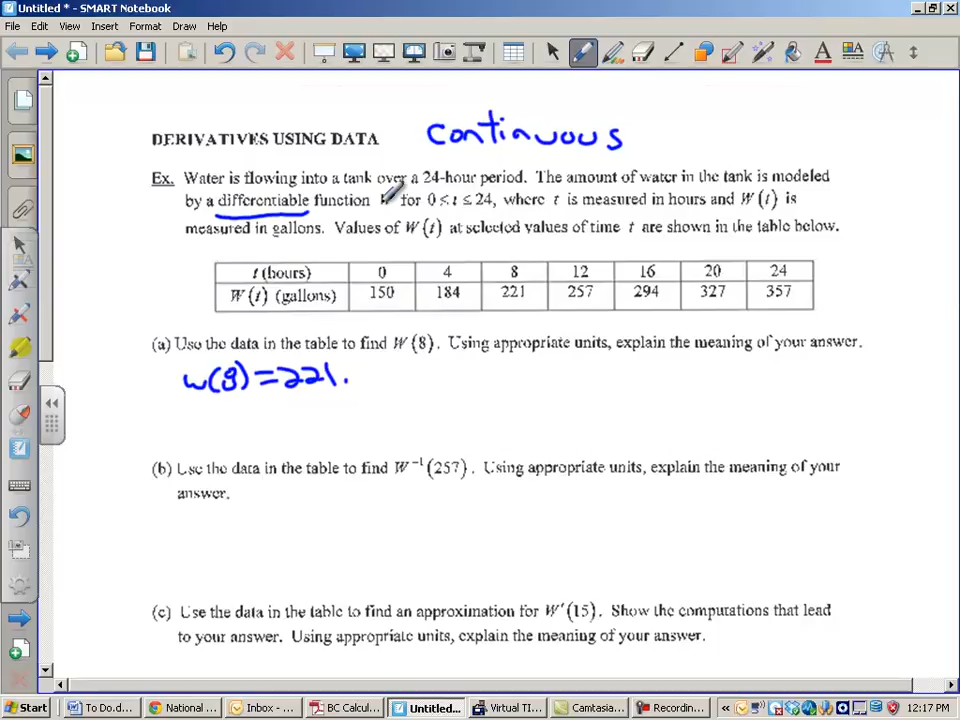 Untitled * - SMART Notebook
File Edit View Insert Format Draw Help
continuous
DERIVATIVES USING DATA
Ex. Water is flowing into a tank over a 24-hour period. The amount of water in the tank is modeled
by a differentiable function for 0 ≤ t ≤ 24, where t is measured in hours and W(t) is
measured in gallons. Values of W(t) at selected values of time t are shown in the table below.
t (hours) 0 4 8 12 16 20 24
W(t) (gallons) 150 184 221 257 294 327 357
(a) Use the data in the table to find W(8). Using appropriate units, explain the meaning of your answer.
w(8)=221.
(b) Use the data in the table to find W⁻¹(257). Using appropriate units, explain the meaning of your
answer.
(c) Use the data in the table to find an approximation for W′(15). Show the computations that lead
to your answer. Using appropriate units, explain the meaning of your answer.
Start To Do.d... National ... Inbox - ... BC Calcul... Untitled... Virtual TI... Camtasia... Recording... « 12:17 PM